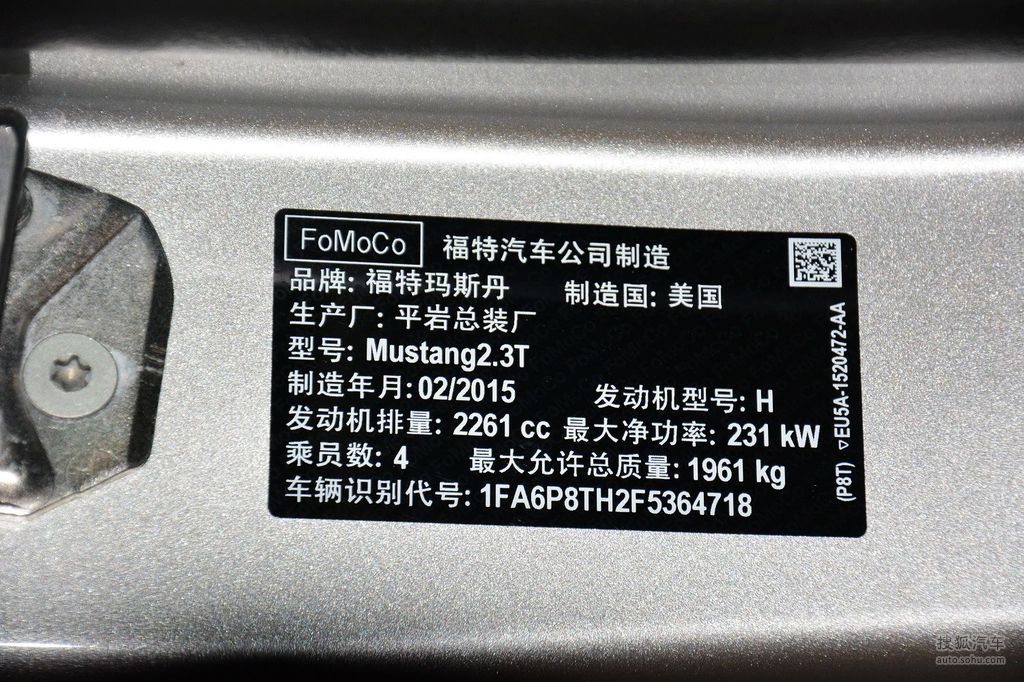 FoMoCo 福特汽车公司制造
品牌: 福特玛斯丹 制造国: 美国
生产厂: 平岩总装厂
型号: Mustang2.3T
制造年月: 02/2015 发动机型号: H
发动机排量: 2261 cc 最大净功率: 231 kW
乘员数: 4 最大允许总质量: 1961 kg
车辆识别代号: 1FA6P8TH2F5364718
(P8T) ▽EU5A-1520472-AA
搜狐汽车
auto.sohu.com